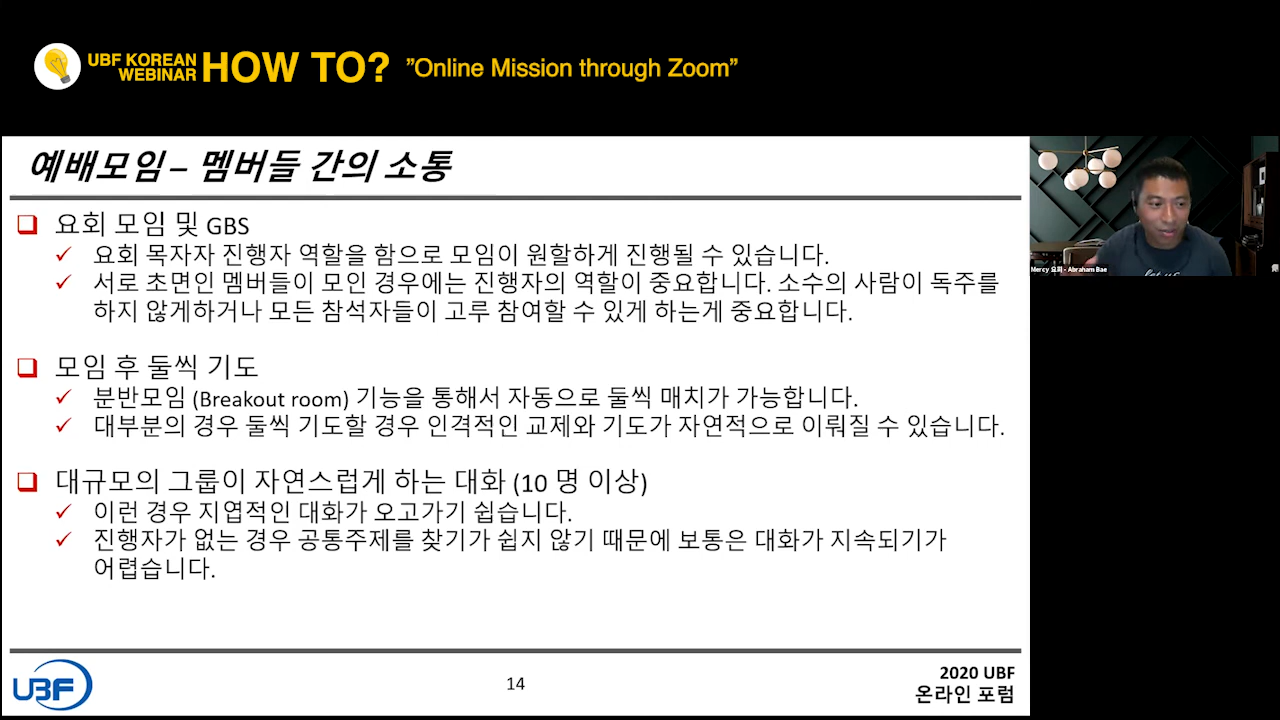 UBF KOREAN
WEBINAR
HOW TO?
”Online Mission through Zoom”
예배모임 – 멤버들 간의 소통
요회 모임 및 GBS
요회 목자자 진행자 역할을 함으로 모임이 원할하게 진행될 수 있습니다.
서로 초면인 멤버들이 모인 경우에는 진행자의 역할이 중요합니다. 소수의 사람이 독주를
하지 않게하거나 모든 참석자들이 고루 참여할 수 있게 하는게 중요합니다.
모임 후 둘씩 기도
분반모임 (Breakout room) 기능을 통해서 자동으로 둘씩 매치가 가능합니다.
대부분의 경우 둘씩 기도할 경우 인격적인 교제와 기도가 자연적으로 이뤄질 수 있습니다.
대규모의 그룹이 자연스럽게 하는 대화 (10 명 이상)
이런 경우 지엽적인 대화가 오고가기 쉽습니다.
진행자가 없는 경우 공통주제를 찾기가 쉽지 않기 때문에 보통은 대화가 지속되기가
어렵습니다.
Mercy 요회 - Abraham Bae
UBF
14
2020 UBF
온라인 포럼